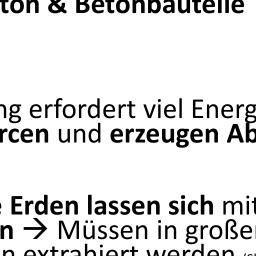 ton & Betonbauteile
ng erfordert viel Energ
rcen und erzeugen Ab
e Erden lassen sich mit
n → Müssen in großer
n extrahiert werden